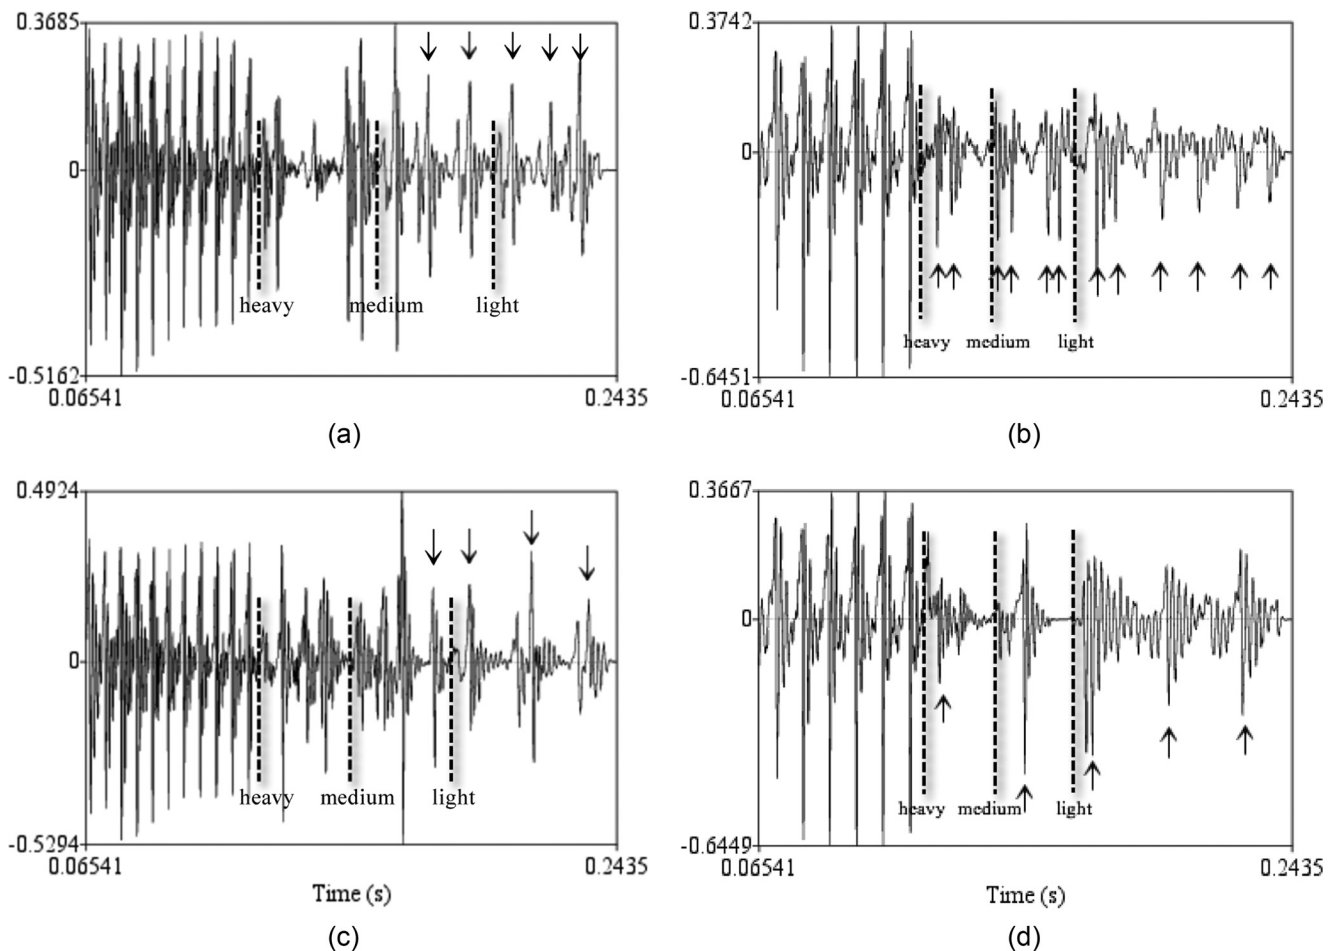 0.3685
0
heavy
medium
light
-0.5162
0.06541
0.2435
(a)
0.3742
0
heavy
medium
light
-0.6451
0.06541
0.2435
(b)
0.4924
0
heavy
medium
light
-0.5294
0.06541
0.2435
Time (s)
(c)
0.3667
0
heavy
medium
light
-0.6449
0.06541
0.2435
Time (s)
(d)